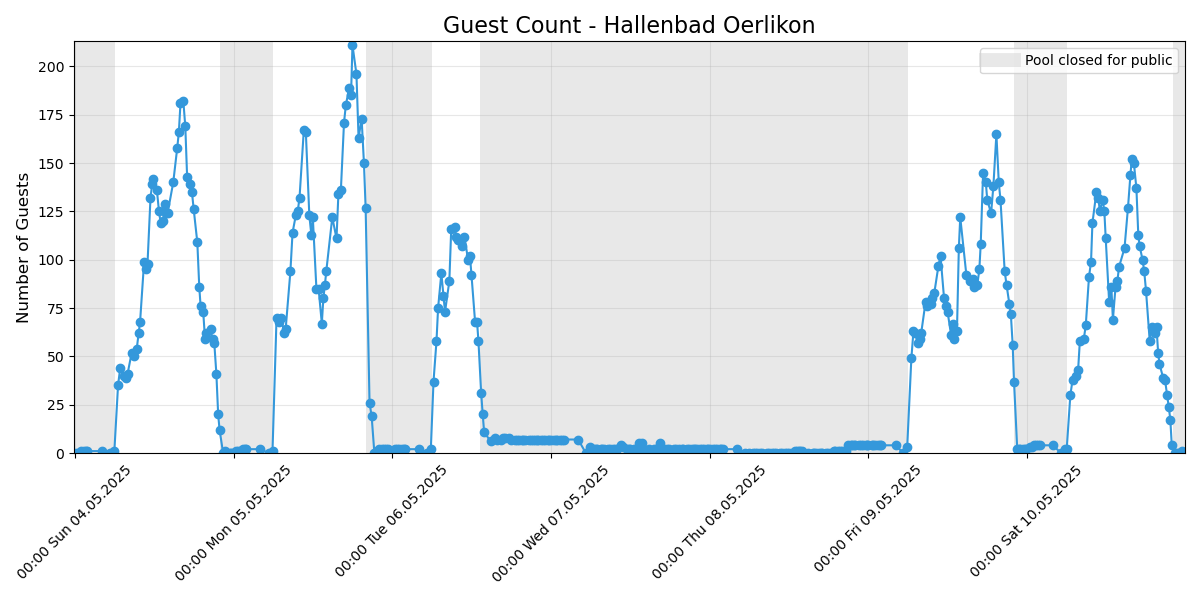 Guest Count - Hallenbad Oerlikon
Pool closed for public
Number of Guests
200
175
150
125
100
75
50
25
0
00:00 Sun 04.05.2025
00:00 Mon 05.05.2025
00:00 Tue 06.05.2025
00:00 Wed 07.05.2025
00:00 Thu 08.05.2025
00:00 Fri 09.05.2025
00:00 Sat 10.05.2025